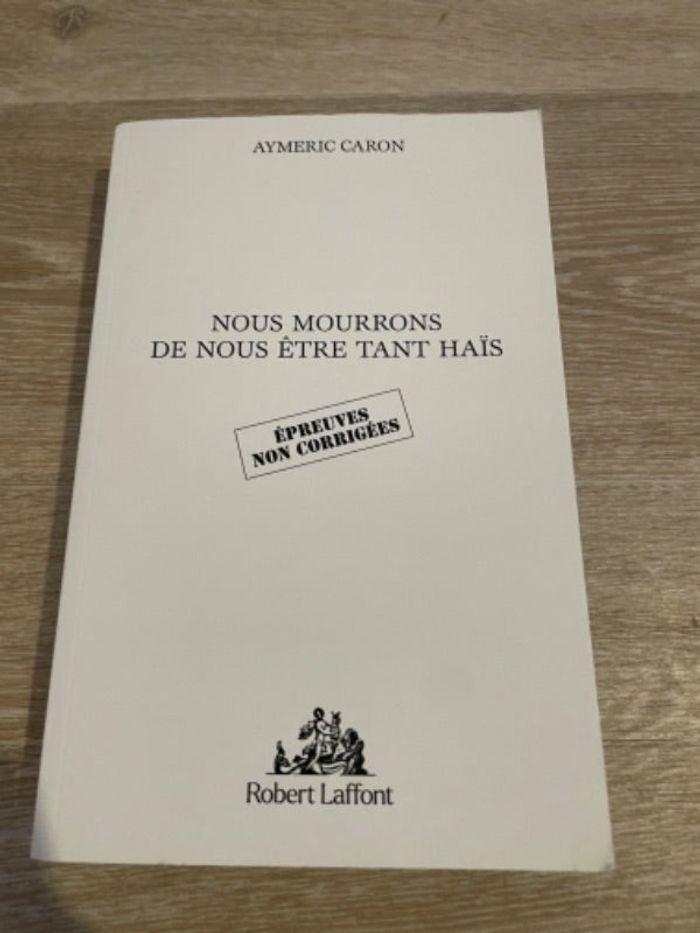 AYMERIC CARON
NOUS MOURRONS
DE NOUS ÊTRE TANT HAÏS
ÉPREUVES
NON CORRIGÉES
Robert Laffont